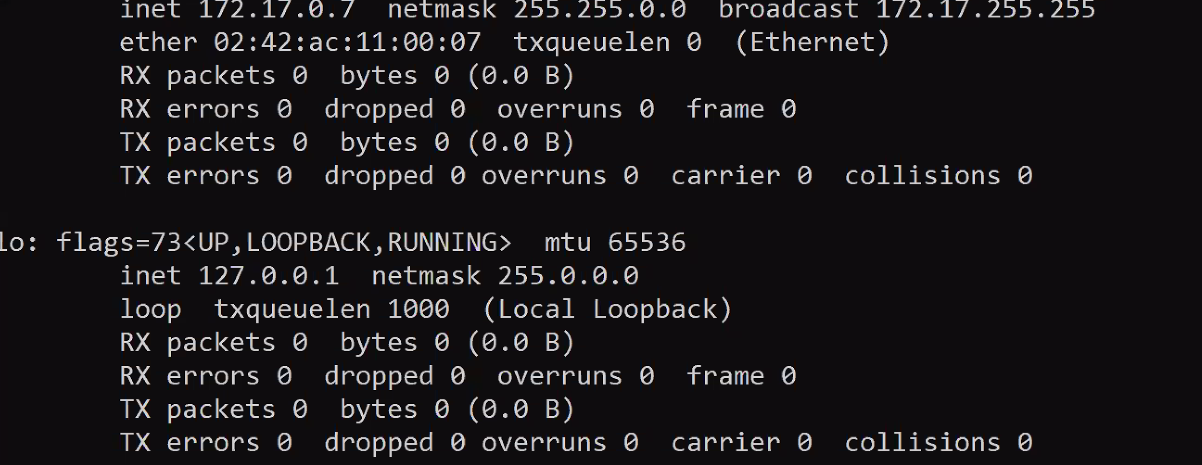 inet 172.17.0.7  netmask 255.255.0.0  broadcast 172.17.255.255
ether 02:42:ac:11:00:07  txqueuelen 0  (Ethernet)
RX packets 0  bytes 0 (0.0 B)
RX errors 0  dropped 0  overruns 0  frame 0
TX packets 0  bytes 0 (0.0 B)
TX errors 0  dropped 0 overruns 0  carrier 0  collisions 0
lo: flags=73<UP,LOOPBACK,RUNNING>  mtu 65536
inet 127.0.0.1  netmask 255.0.0.0
loop  txqueuelen 1000  (Local Loopback)
RX packets 0  bytes 0 (0.0 B)
RX errors 0  dropped 0  overruns 0  frame 0
TX packets 0  bytes 0 (0.0 B)
TX errors 0  dropped 0 overruns 0  carrier 0  collisions 0